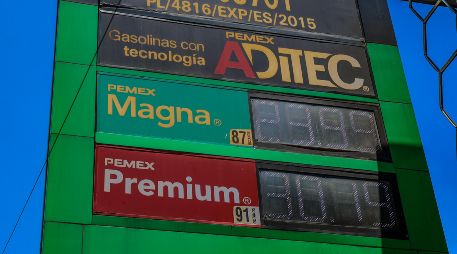 PL/4816/EXP/ES/2015
Gasolinas con
tecnología
PEMEX
ADiTEC®
PEMEX
Magna®
87
PEMEX
Premium®
91